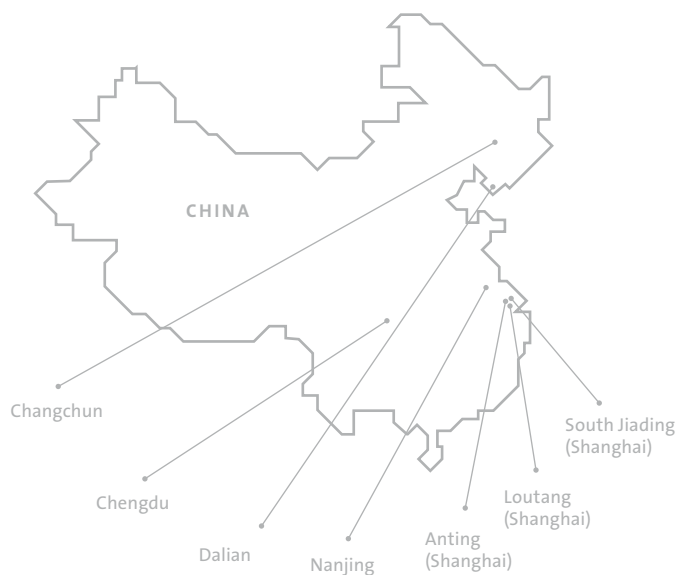 CHINA
Changchun
Chengdu
Dalian
Nanjing
Anting
(Shanghai)
Loutang
(Shanghai)
South Jiading
(Shanghai)